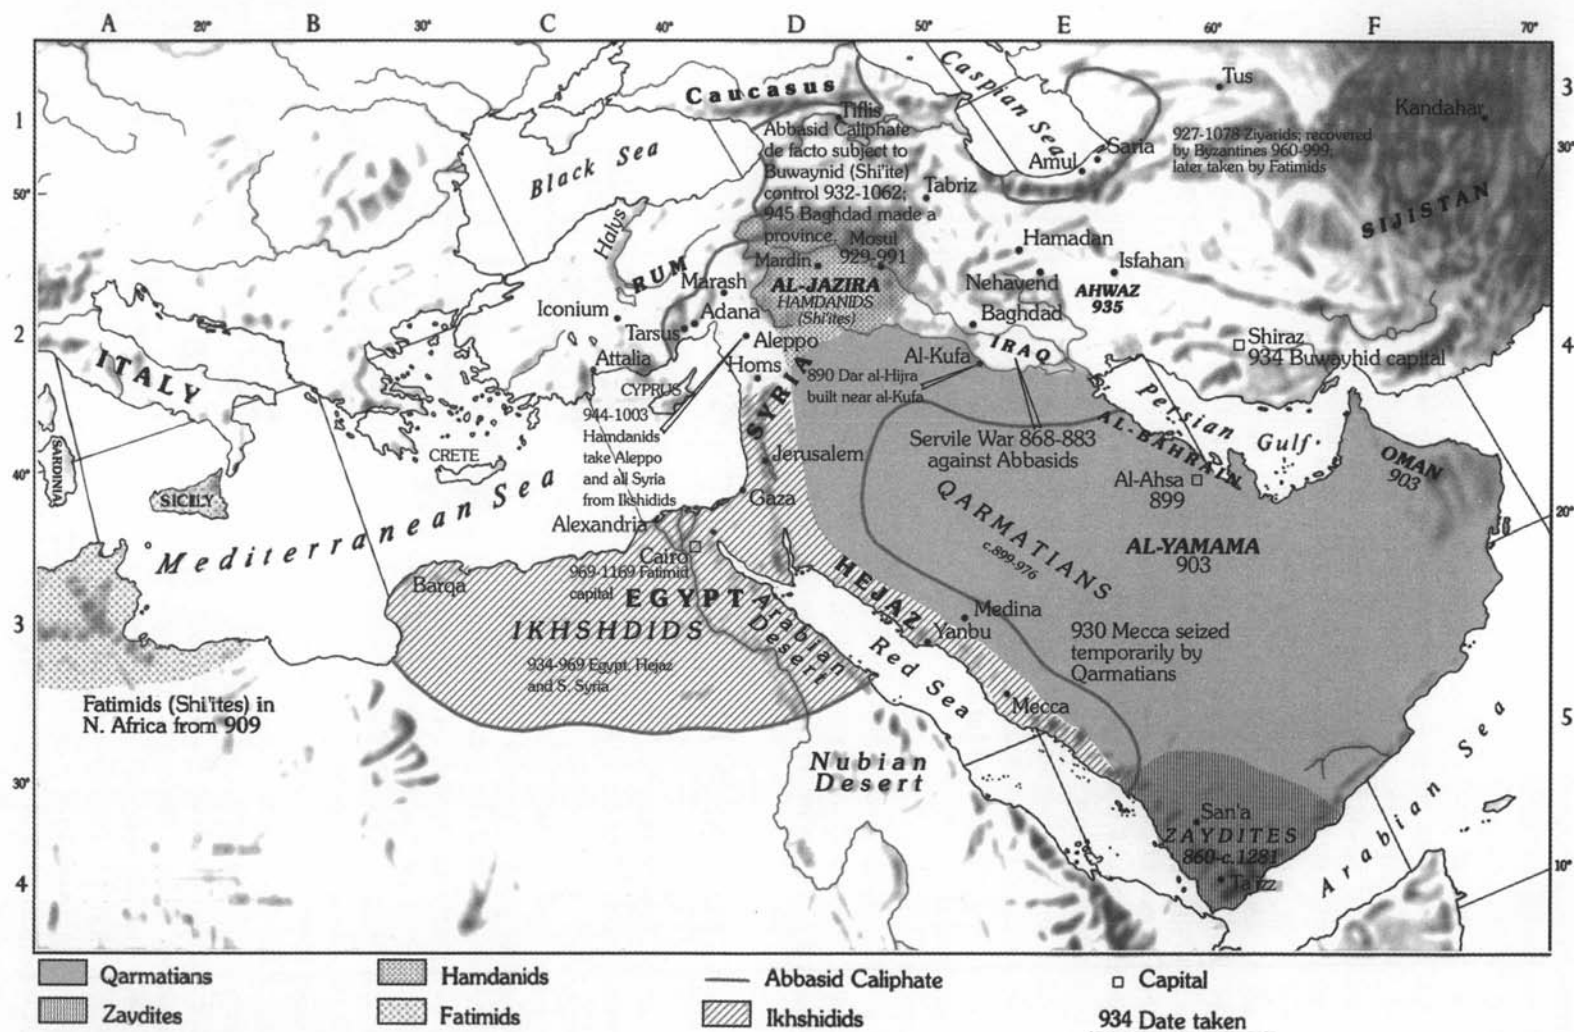 A B C D E F
20° 30° 40° 50° 60° 70°
1
2
3
4
50°
40°
30°
3
30°
4
20°
5
10°
Caucasus
Caspian Sea
Tus
Kandahar
Tiflis
Abbasid Caliphate
de facto subject to
Buwaynid (Shi'ite)
control 932-1062;
945 Baghdad made a
province.
927-1078 Ziyarids; recovered
by Byzantines 960-999;
later taken by Fatimids
Saria
Amul
Black Sea
Tabriz
SIJISTAN
Halys
Mosul
929-991
Mardin
Hamadan
Isfahan
Nehavend
AHWAZ
935
RUM
Marash
AL-JAZIRA
HAMDANIDS
(Shi'ites)
Iconium
Adana
Tarsus
Baghdad
Aleppo
IRAQ
Shiraz
934 Buwayhid capital
ITALY
Attalia
Homs
Al-Kufa
890 Dar al-Hijra
built near al-Kufa
CYPRUS
SYRIA
944-1003
Hamdanids
take Aleppo
and all Syria
from Ikhshidids
Persian Gulf
AL-BAHRAIN
Servile War 868-883
against Abbasids
SARDINIA
CRETE
Jerusalem
OMAN
903
Al-Ahsa
899
SICILY
Gaza
Mediterranean Sea
Alexandria
QARMATIANS
c.899-976
AL-YAMAMA
903
Cairo
969-1169 Fatimid
capital
Barqa
EGYPT
IKHSHDIDS
934-969 Egypt, Hejaz
and S. Syria
Arabian
Desert
HEJAZ
Medina
Yanbu
Red Sea
930 Mecca seized
temporarily by
Qarmatians
Mecca
Fatimids (Shi'ites) in
N. Africa from 909
Nubian
Desert
San'a
ZAYDITES
860-c.1281
Ta'izz
Arabian Sea
Qarmatians
Zaydites
Hamdanids
Fatimids
Abbasid Caliphate
Ikhshidids
Capital
934 Date taken